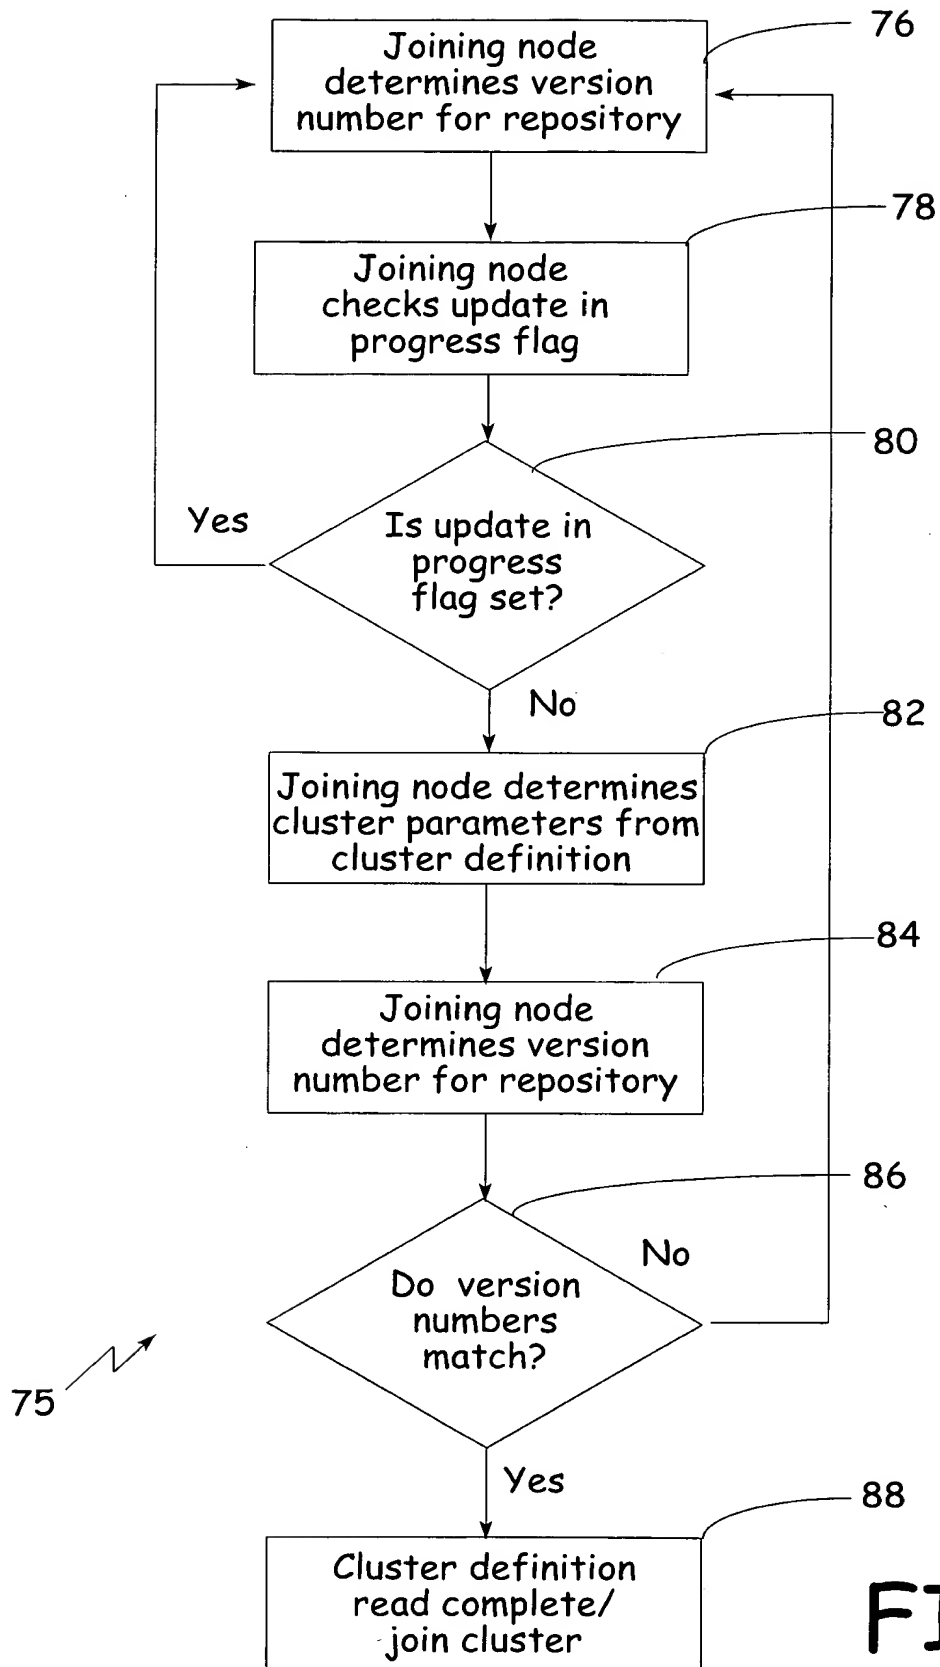 Joining node
determines version
number for repository
76
Joining node
checks update in
progress flag
78
80
Yes
Is update in
progress
flag set?
No
82
Joining node determines
cluster parameters from
cluster definition
84
Joining node
determines version
number for repository
86
No
Do version
numbers
match?
75
Yes
88
Cluster definition
read complete/
join cluster
FI